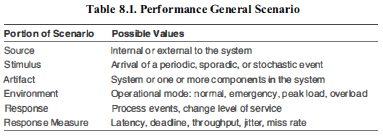 Table 8.1. Performance General Scenario
Portion of Scenario Possible Values
Source Internal or external to the system
Stimulus Arrival of a periodic, sporadic, or stochastic event
Artifact System or one or more components in the system
Environment Operational mode: normal, emergency, peak load, overload
Response Process events, change level of service
Response Measure Latency, deadline, throughput, jitter, miss rate